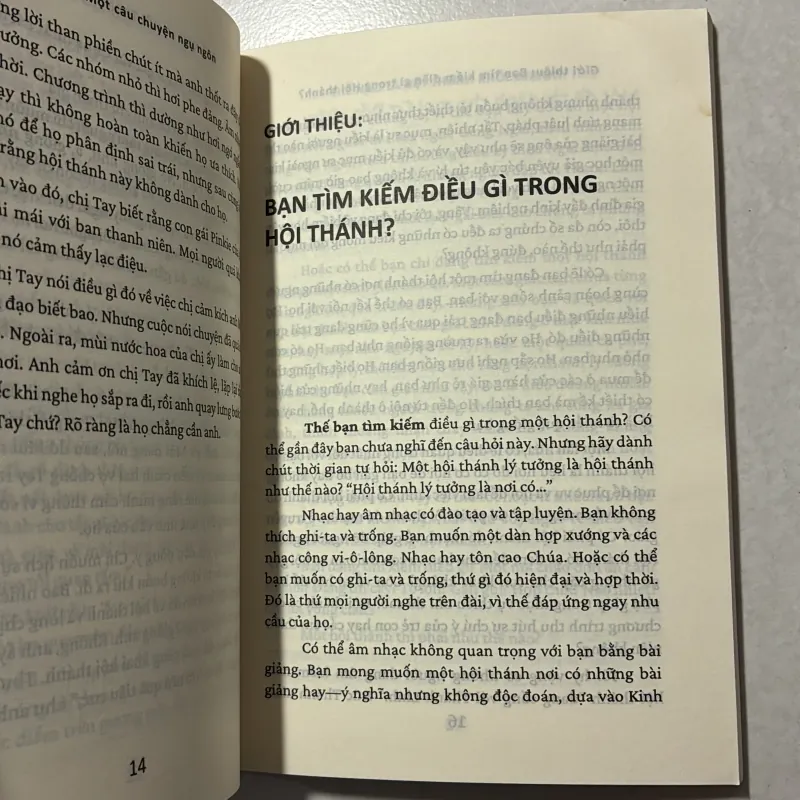 một câu chuyện ngụ ngôn
lời than phiền chút ít mà anh thốt ra
Các nhóm nhỏ thì hơi phe đảng.
Chương trình thì dường như hơi
thì không hoàn toàn khiến họ ưa thích.
để họ phân định sai trái, nhưng sau
rằng hội thánh này không dành cho họ.
vào đó, chị Tay biết rằng con gái Pinkie
mái với ban thanh niên. Mọi người quá
nó cảm thấy lạc điệu.
Tay nói điều gì đó về việc chị cảm kích anh
đạo biết bao. Nhưng cuộc nói chuyện đã
Ngoài ra, mùi nước hoa của chị ấy làm
Anh cảm ơn chị Tay đã khích lệ, lặp lại
khi nghe họ sắp ra đi, rồi anh quay lưng
Tay chứ? Rõ ràng là họ chẳng cần anh.
14
GIỚI THIỆU:
BẠN TÌM KIẾM ĐIỀU GÌ TRONG
HỘI THÁNH?
Thế bạn tìm kiếm điều gì trong một hội thánh? Có
thể gần đây bạn chưa nghĩ đến câu hỏi này. Nhưng hãy dành
chút thời gian tự hỏi: Một hội thánh lý tưởng là hội thánh
như thế nào? “Hội thánh lý tưởng là nơi có...”
Nhạc hay âm nhạc có đào tạo và tập luyện. Bạn không
thích ghi-ta và trống. Bạn muốn một dàn hợp xướng và các
nhạc công vi-ô-lông. Nhạc hay tôn cao Chúa. Hoặc có thể
bạn muốn có ghi-ta và trống, thứ gì đó hiện đại và hợp thời.
Đó là thứ mọi người nghe trên đài, vì thế đáp ứng ngay nhu
cầu của họ.
Có thể âm nhạc không quan trọng với bạn bằng bài
giảng. Bạn mong muốn một hội thánh nơi có những bài
giảng hay—ý nghĩa nhưng không độc đoán, dựa vào Kinh